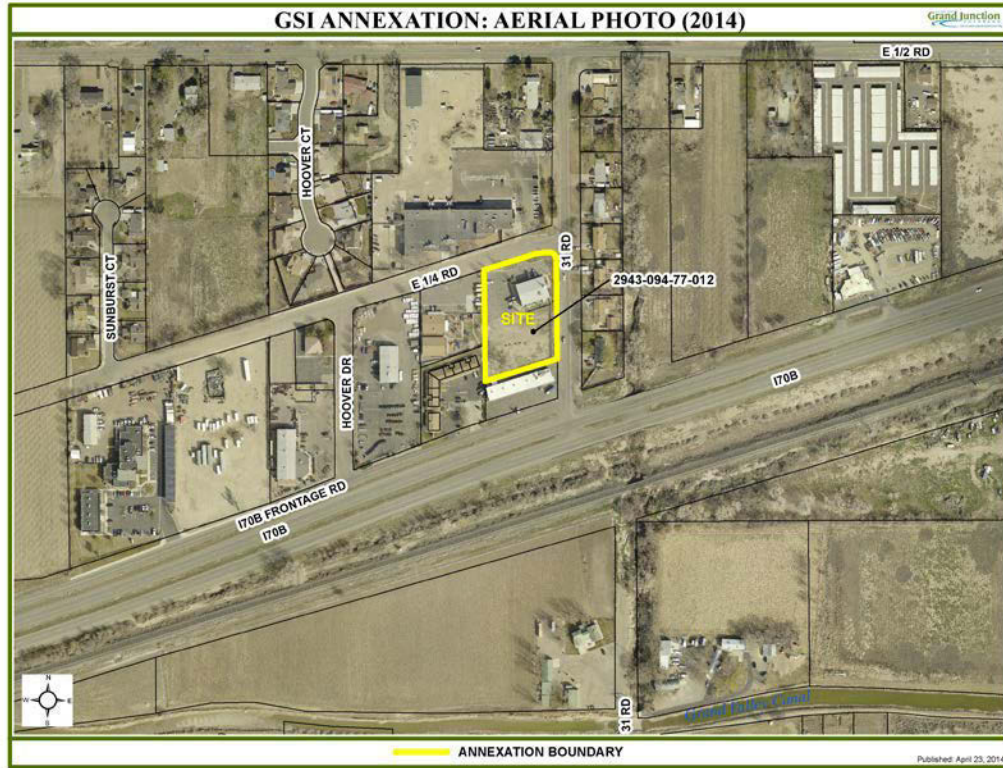 GSI ANNEXATION: AERIAL PHOTO (2014)
Grand Junction
E 1/2 RD
HOOVER CT
31 RD
2943-094-77-012
SUNBURST CT
E 1/4 RD
SITE
HOOVER DR
I70B
I70B FRONTAGE RD
I70B
N
W
E
S
31 RD
Grand Valley Canal
ANNEXATION BOUNDARY
Published: April 23, 2014